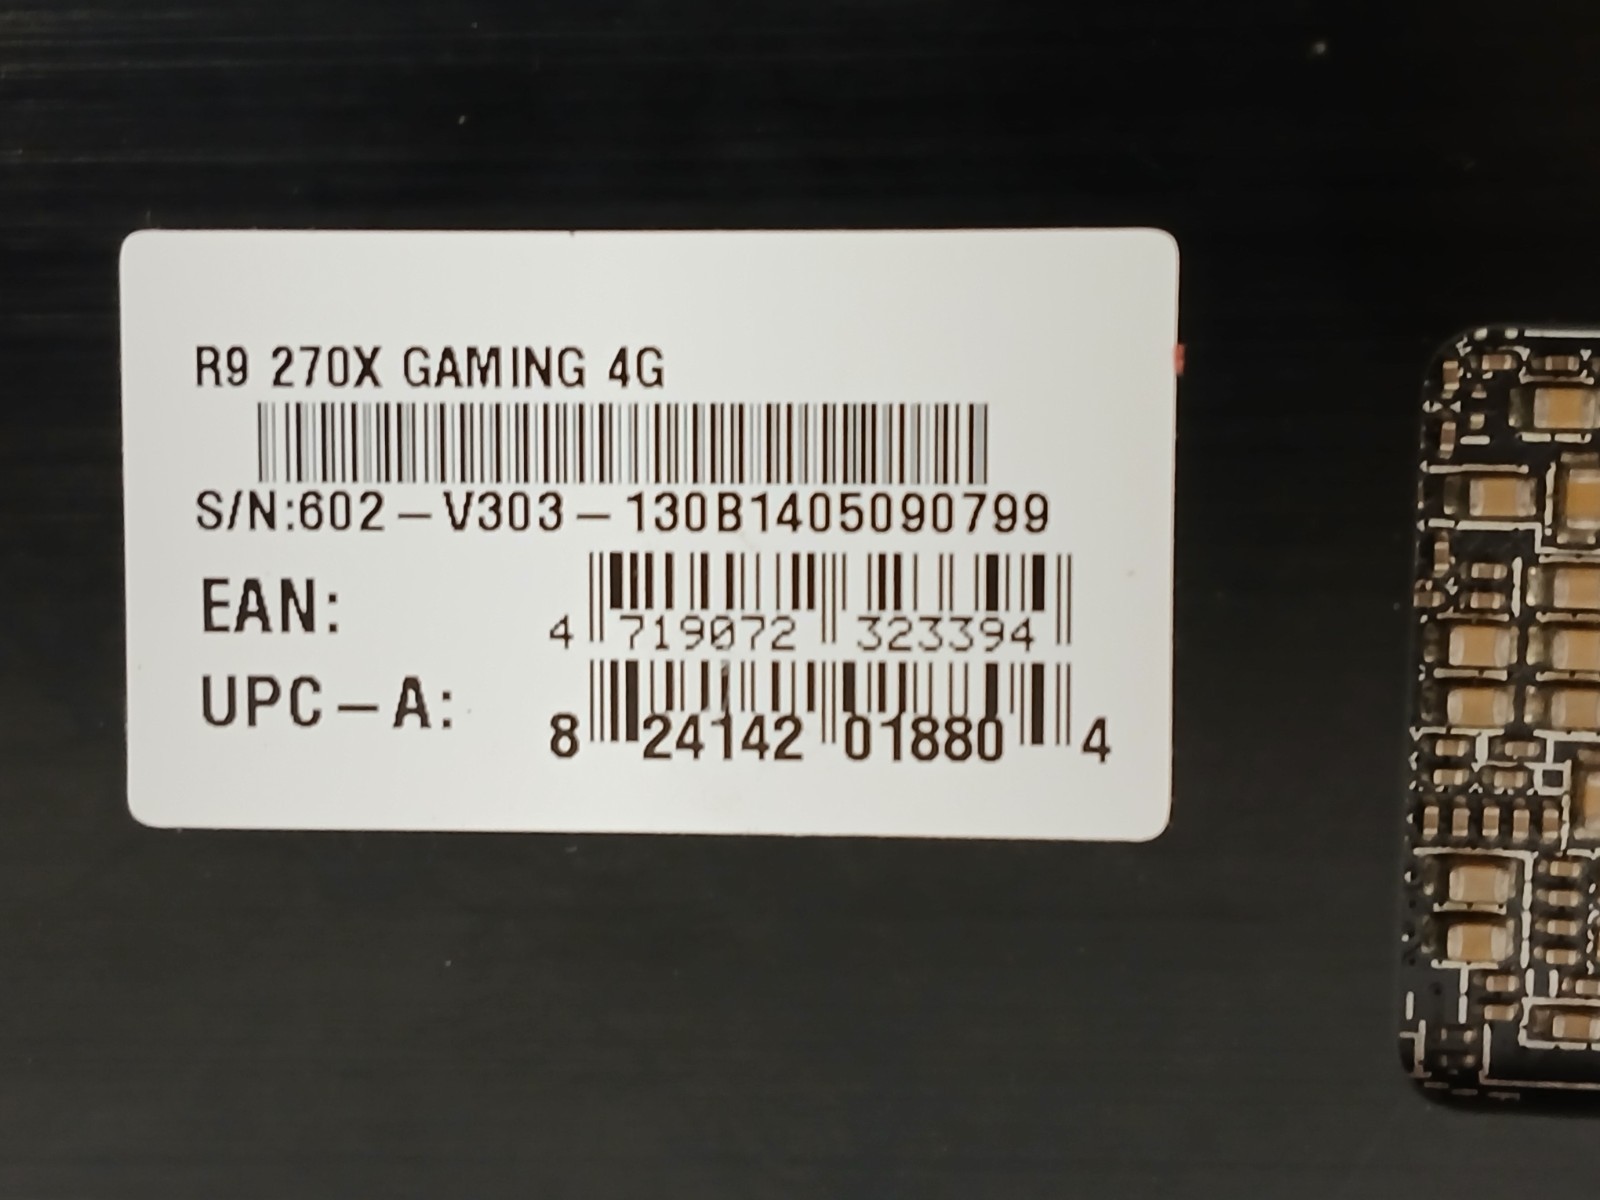 R9 270X GAMING 4G
S/N:602-V303-130B1405090799
EAN:
4 719072 323394
UPC-A:
8 24142 01880 4